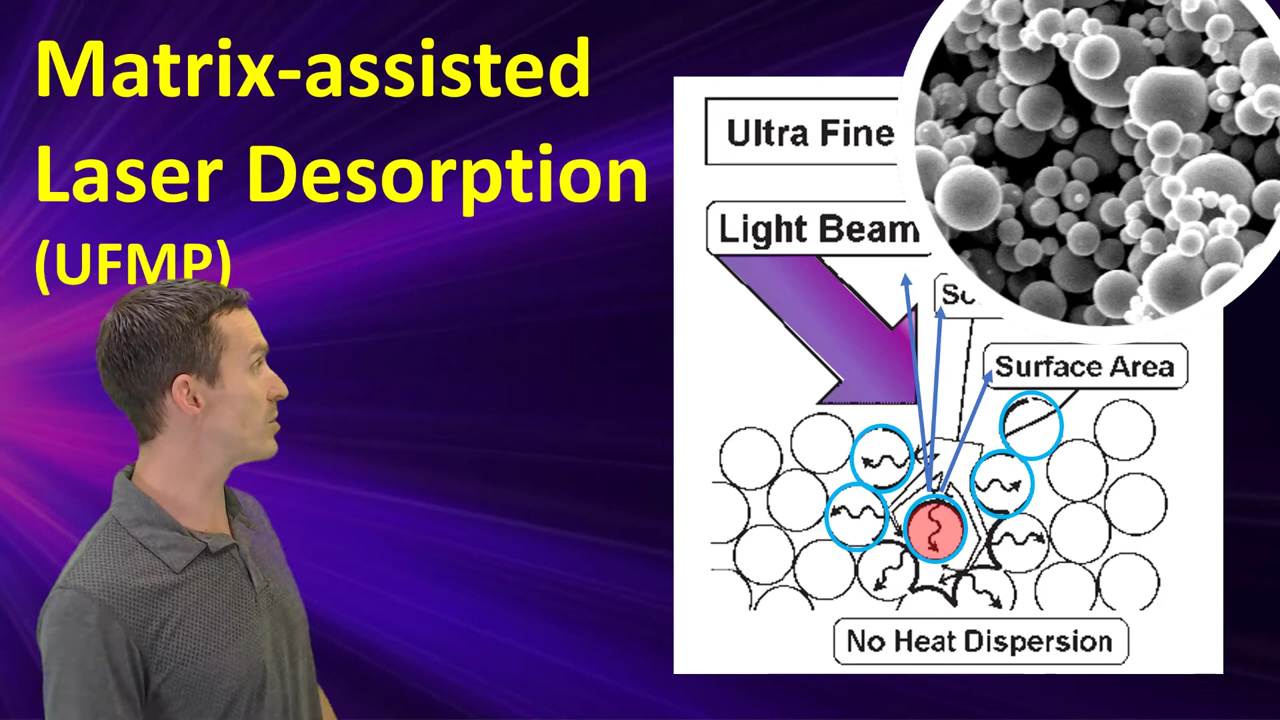 Matrix-assisted
Laser Desorption
(UFMP)
Ultra Fine
Light Beam
Surface Area
No Heat Dispersion